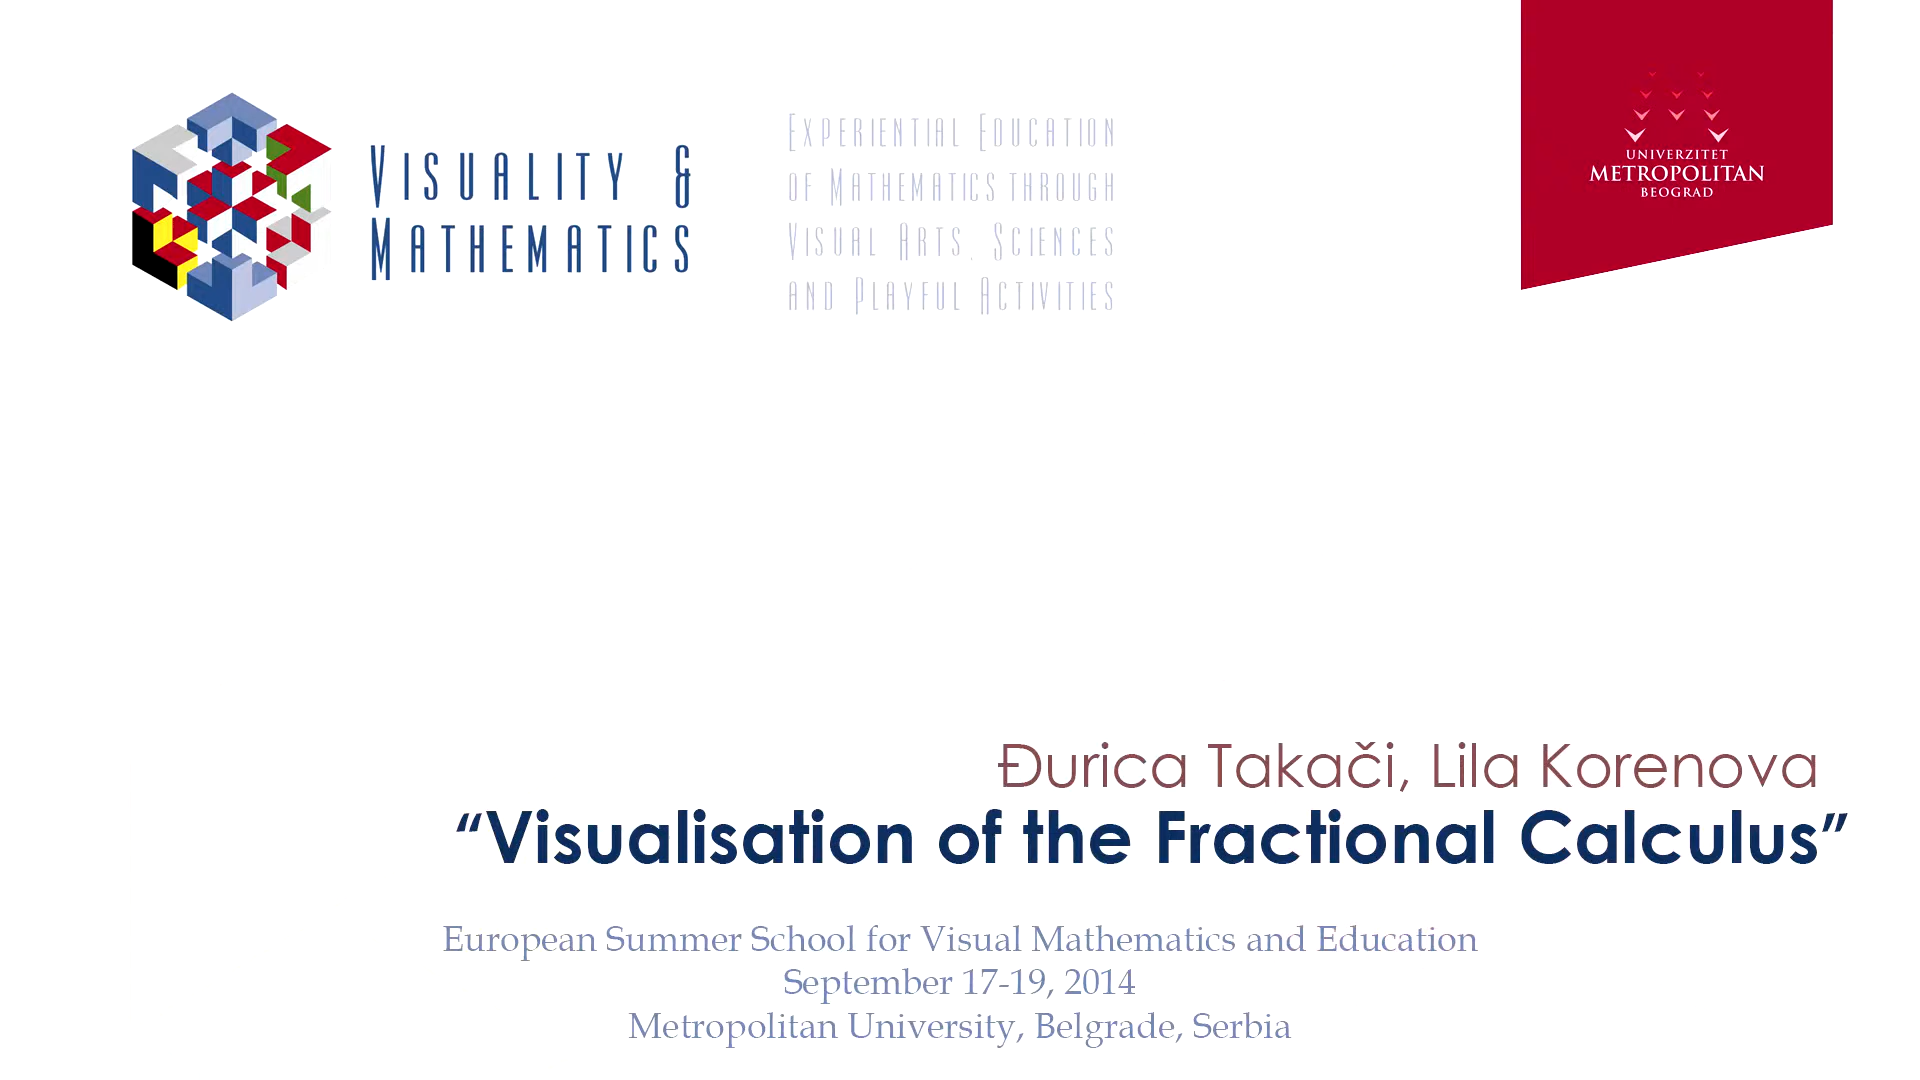 VISUALITY &
MATHEMATICS
EXPERIENTIAL EDUCATION
OF MATHEMATICS THROUGH
VISUAL ARTS, SCIENCES
AND PLAYFUL ACTIVITIES
UNIVERZITET
METROPOLITAN
BEOGRAD
Đurica Takači, Lila Korenova
“Visualisation of the Fractional Calculus”
European Summer School for Visual Mathematics and Education
September 17-19, 2014
Metropolitan University, Belgrade, Serbia